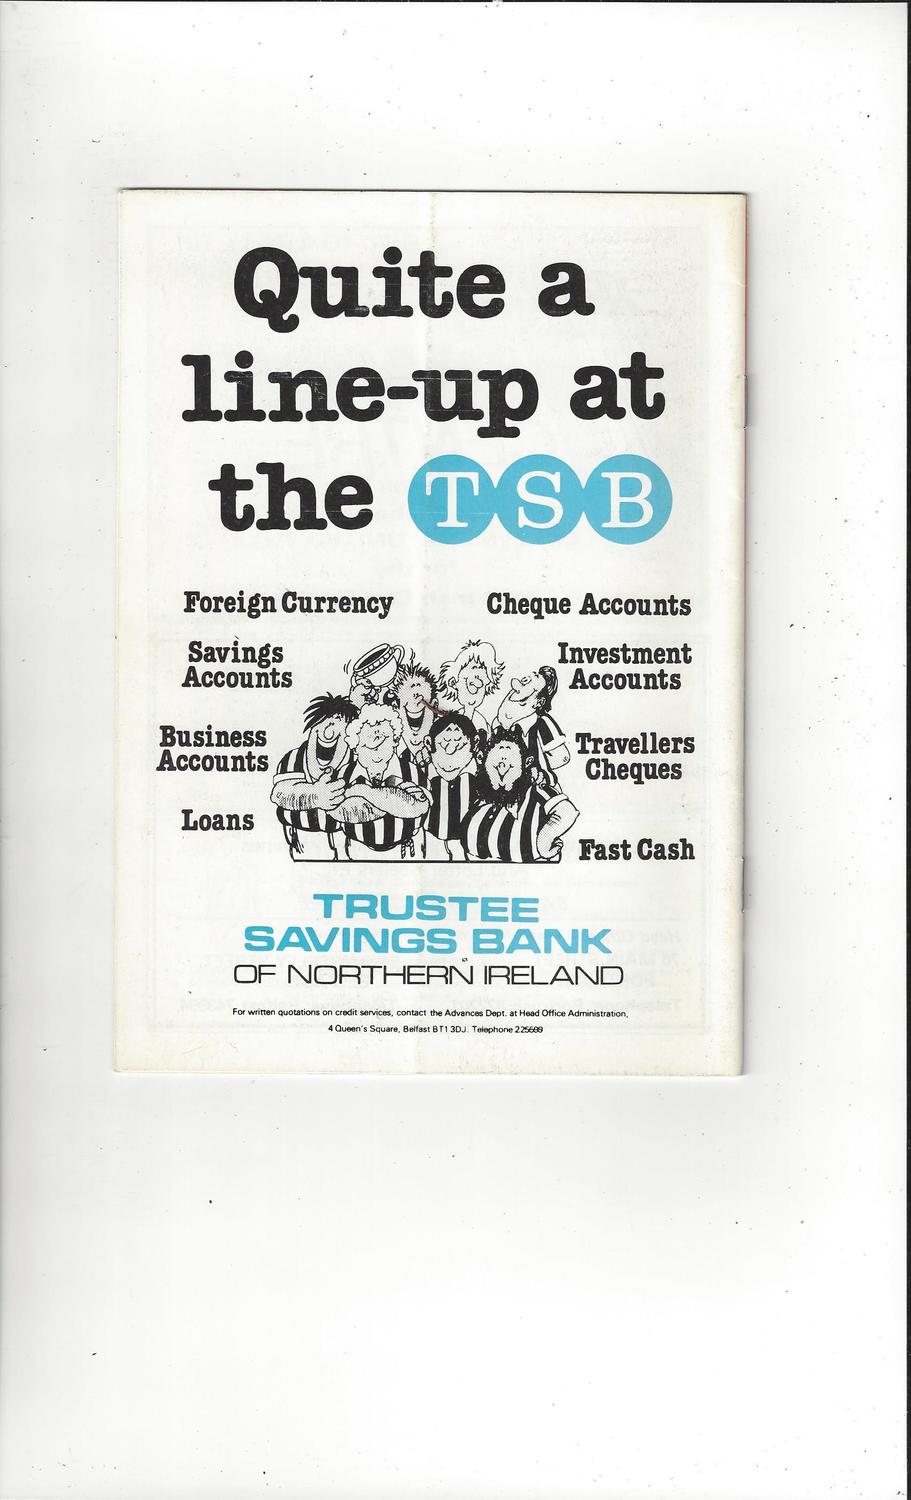 Quite a
line-up at
the TSB
Foreign Currency
Cheque Accounts
Savings
Accounts
Investment
Accounts
Business
Accounts
Travellers
Cheques
Loans
Fast Cash
TRUSTEE
SAVINGS BANK
OF NORTHERN IRELAND
For written quotations on credit services, contact the Advances Dept. at Head Office Administration,
4 Queen's Square, Belfast BT1 3DJ. Telephone 225699